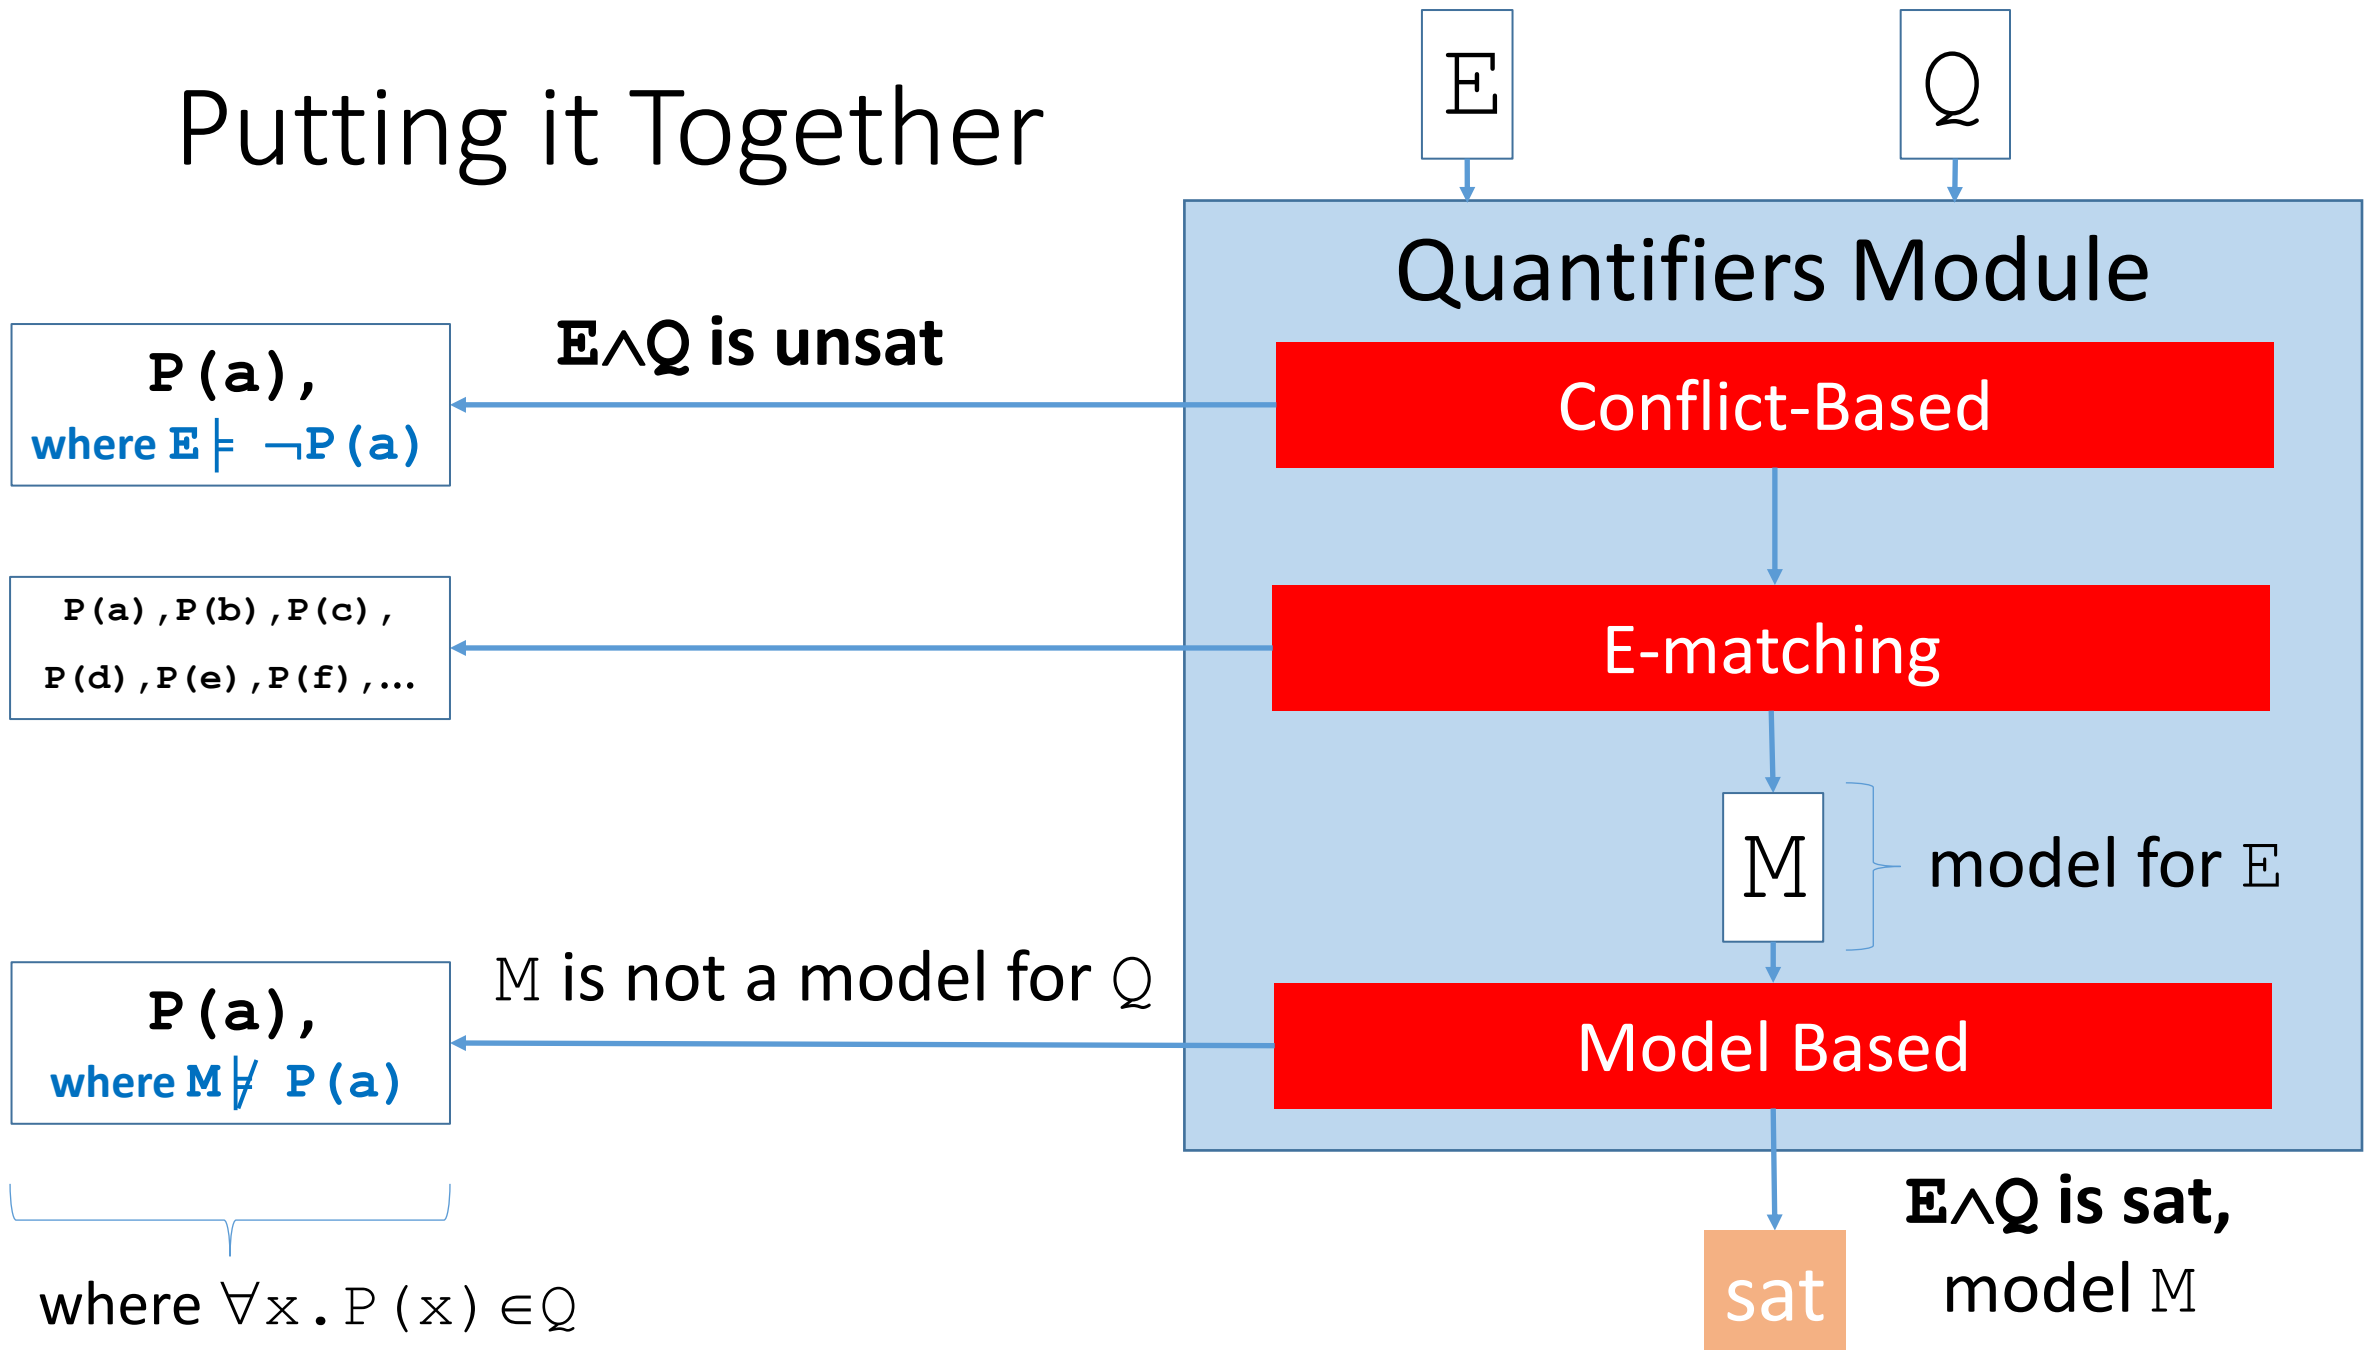 Putting it Together
E
Q
Quantifiers Module
E∧Q is unsat
P(a),
where E ⊨ ¬P(a)
Conflict-Based
P(a),P(b),P(c),
P(d),P(e),P(f),…
E-matching
M
model for E
M is not a model for Q
P(a),
where M ⊭ P(a)
Model Based
E∧Q is sat,
model M
sat
where ∀x.P(x)∈Q